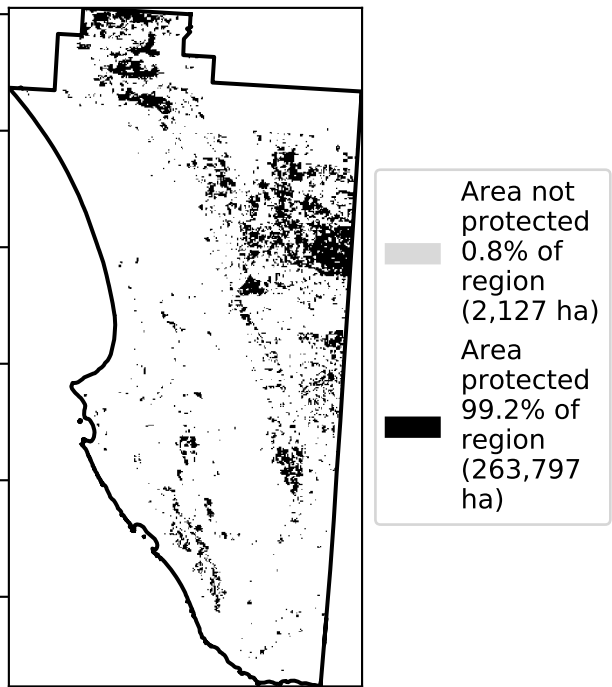 Area not
protected
0.8% of
region
(2,127 ha)
Area
protected
99.2% of
region
(263,797
ha)